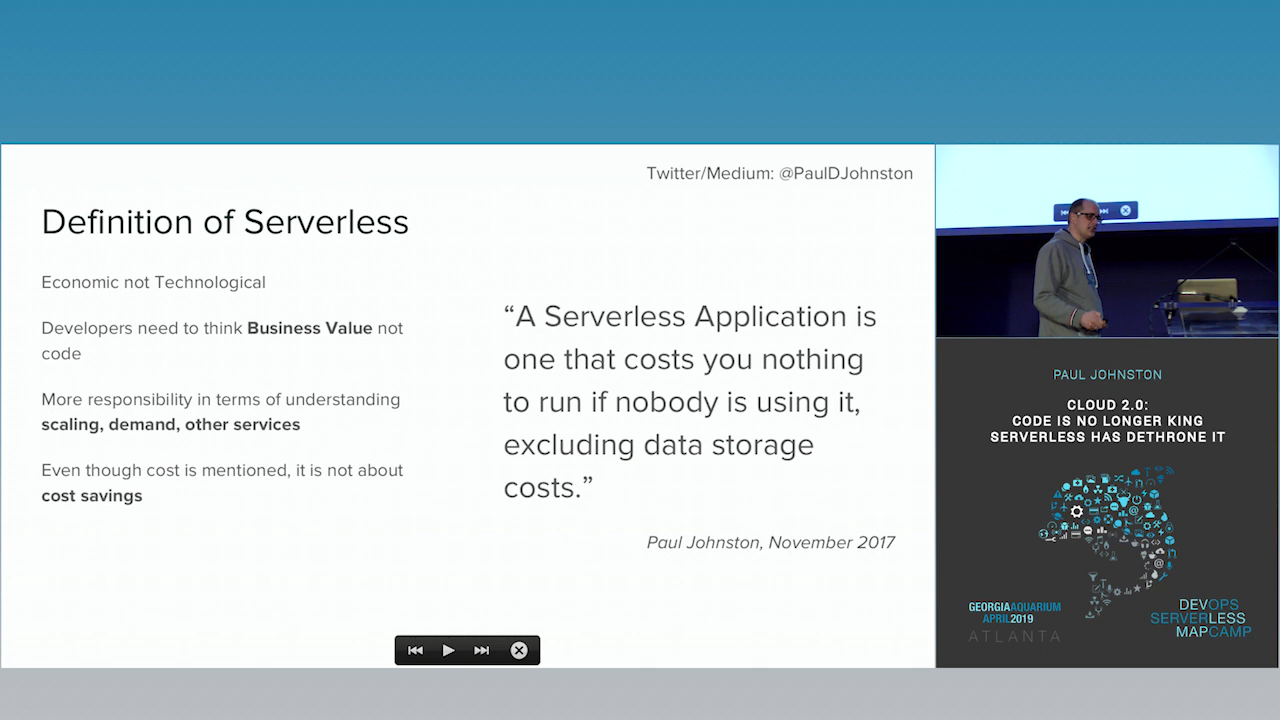 Twitter/Medium: @PaulDJohnston
Definition of Serverless
Economic not Technological
Developers need to think Business Value not
code
More responsibility in terms of understanding
scaling, demand, other services
Even though cost is mentioned, it is not about
cost savings
“A Serverless Application is
one that costs you nothing
to run if nobody is using it,
excluding data storage
costs.”
Paul Johnston, November 2017
PAUL JOHNSTON
CLOUD 2.0:
CODE IS NO LONGER KING
SERVERLESS HAS DETHRONE IT
GEORGIAAQUARIUM
APRIL2019
ATLANTA
DEVOPS
SERVERLESS
MAPCAMP